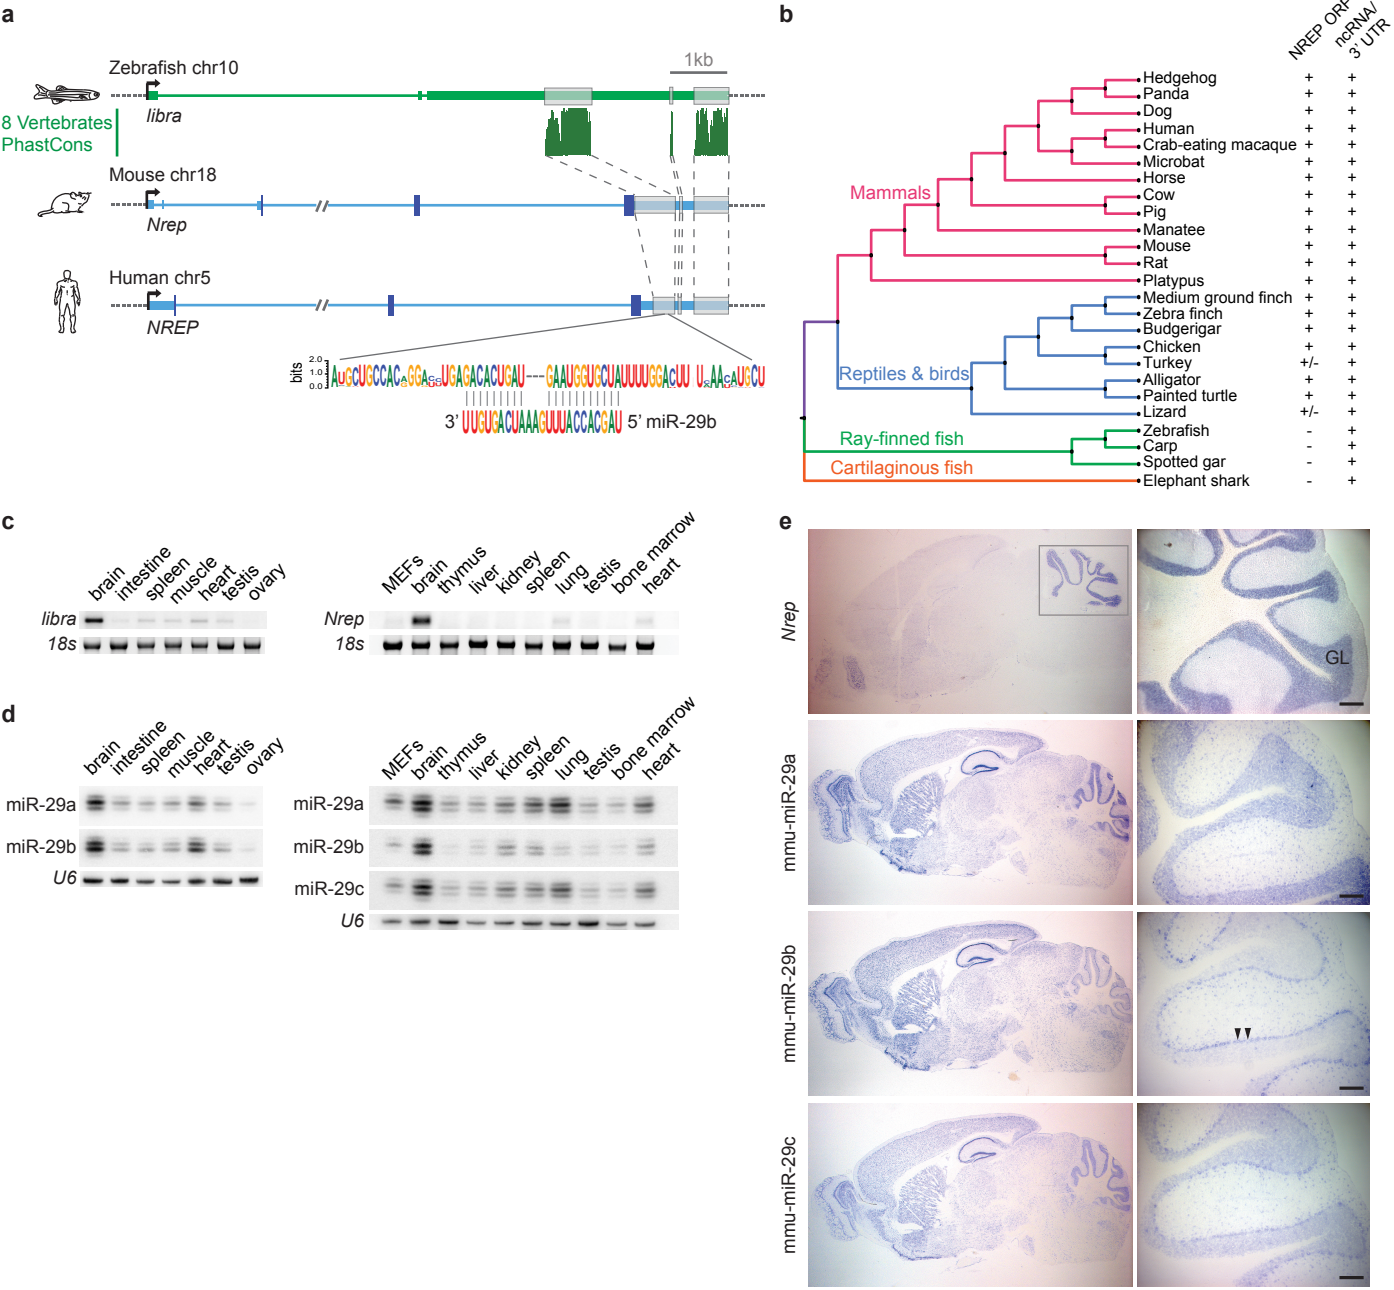 a
Zebrafish chr10
1kb
libra
8 Vertebrates
PhastCons
Mouse chr18
Nrep
Human chr5
NREP
bits
2.0
1.0
0.0
3' UUGUGACUAAAGUUUACCACGAU 5' miR-29b
b
NREP ORF
ncRNA/
3' UTR
Hedgehog + +
Panda + +
Dog + +
Human + +
Crab-eating macaque + +
Microbat + +
Horse + +
Mammals
Cow + +
Pig + +
Manatee + +
Mouse + +
Rat + +
Platypus + +
Medium ground finch + +
Zebra finch + +
Budgerigar + +
Chicken + +
Turkey +/- +
Reptiles & birds
Alligator + +
Painted turtle + +
Lizard +/- +
Zebrafish - +
Ray-finned fish
Carp - +
Spotted gar - +
Cartilaginous fish
Elephant shark - +
c
brain intestine spleen muscle heart testis ovary
libra
18s
MEFs brain thymus liver kidney spleen lung testis bone marrow heart
Nrep
18s
d
brain intestine spleen muscle heart testis ovary
miR-29a
miR-29b
U6
MEFs brain thymus liver kidney spleen lung testis bone marrow heart
miR-29a
miR-29b
miR-29c
U6
e
Nrep
GL
mmu-miR-29a
mmu-miR-29b
mmu-miR-29c